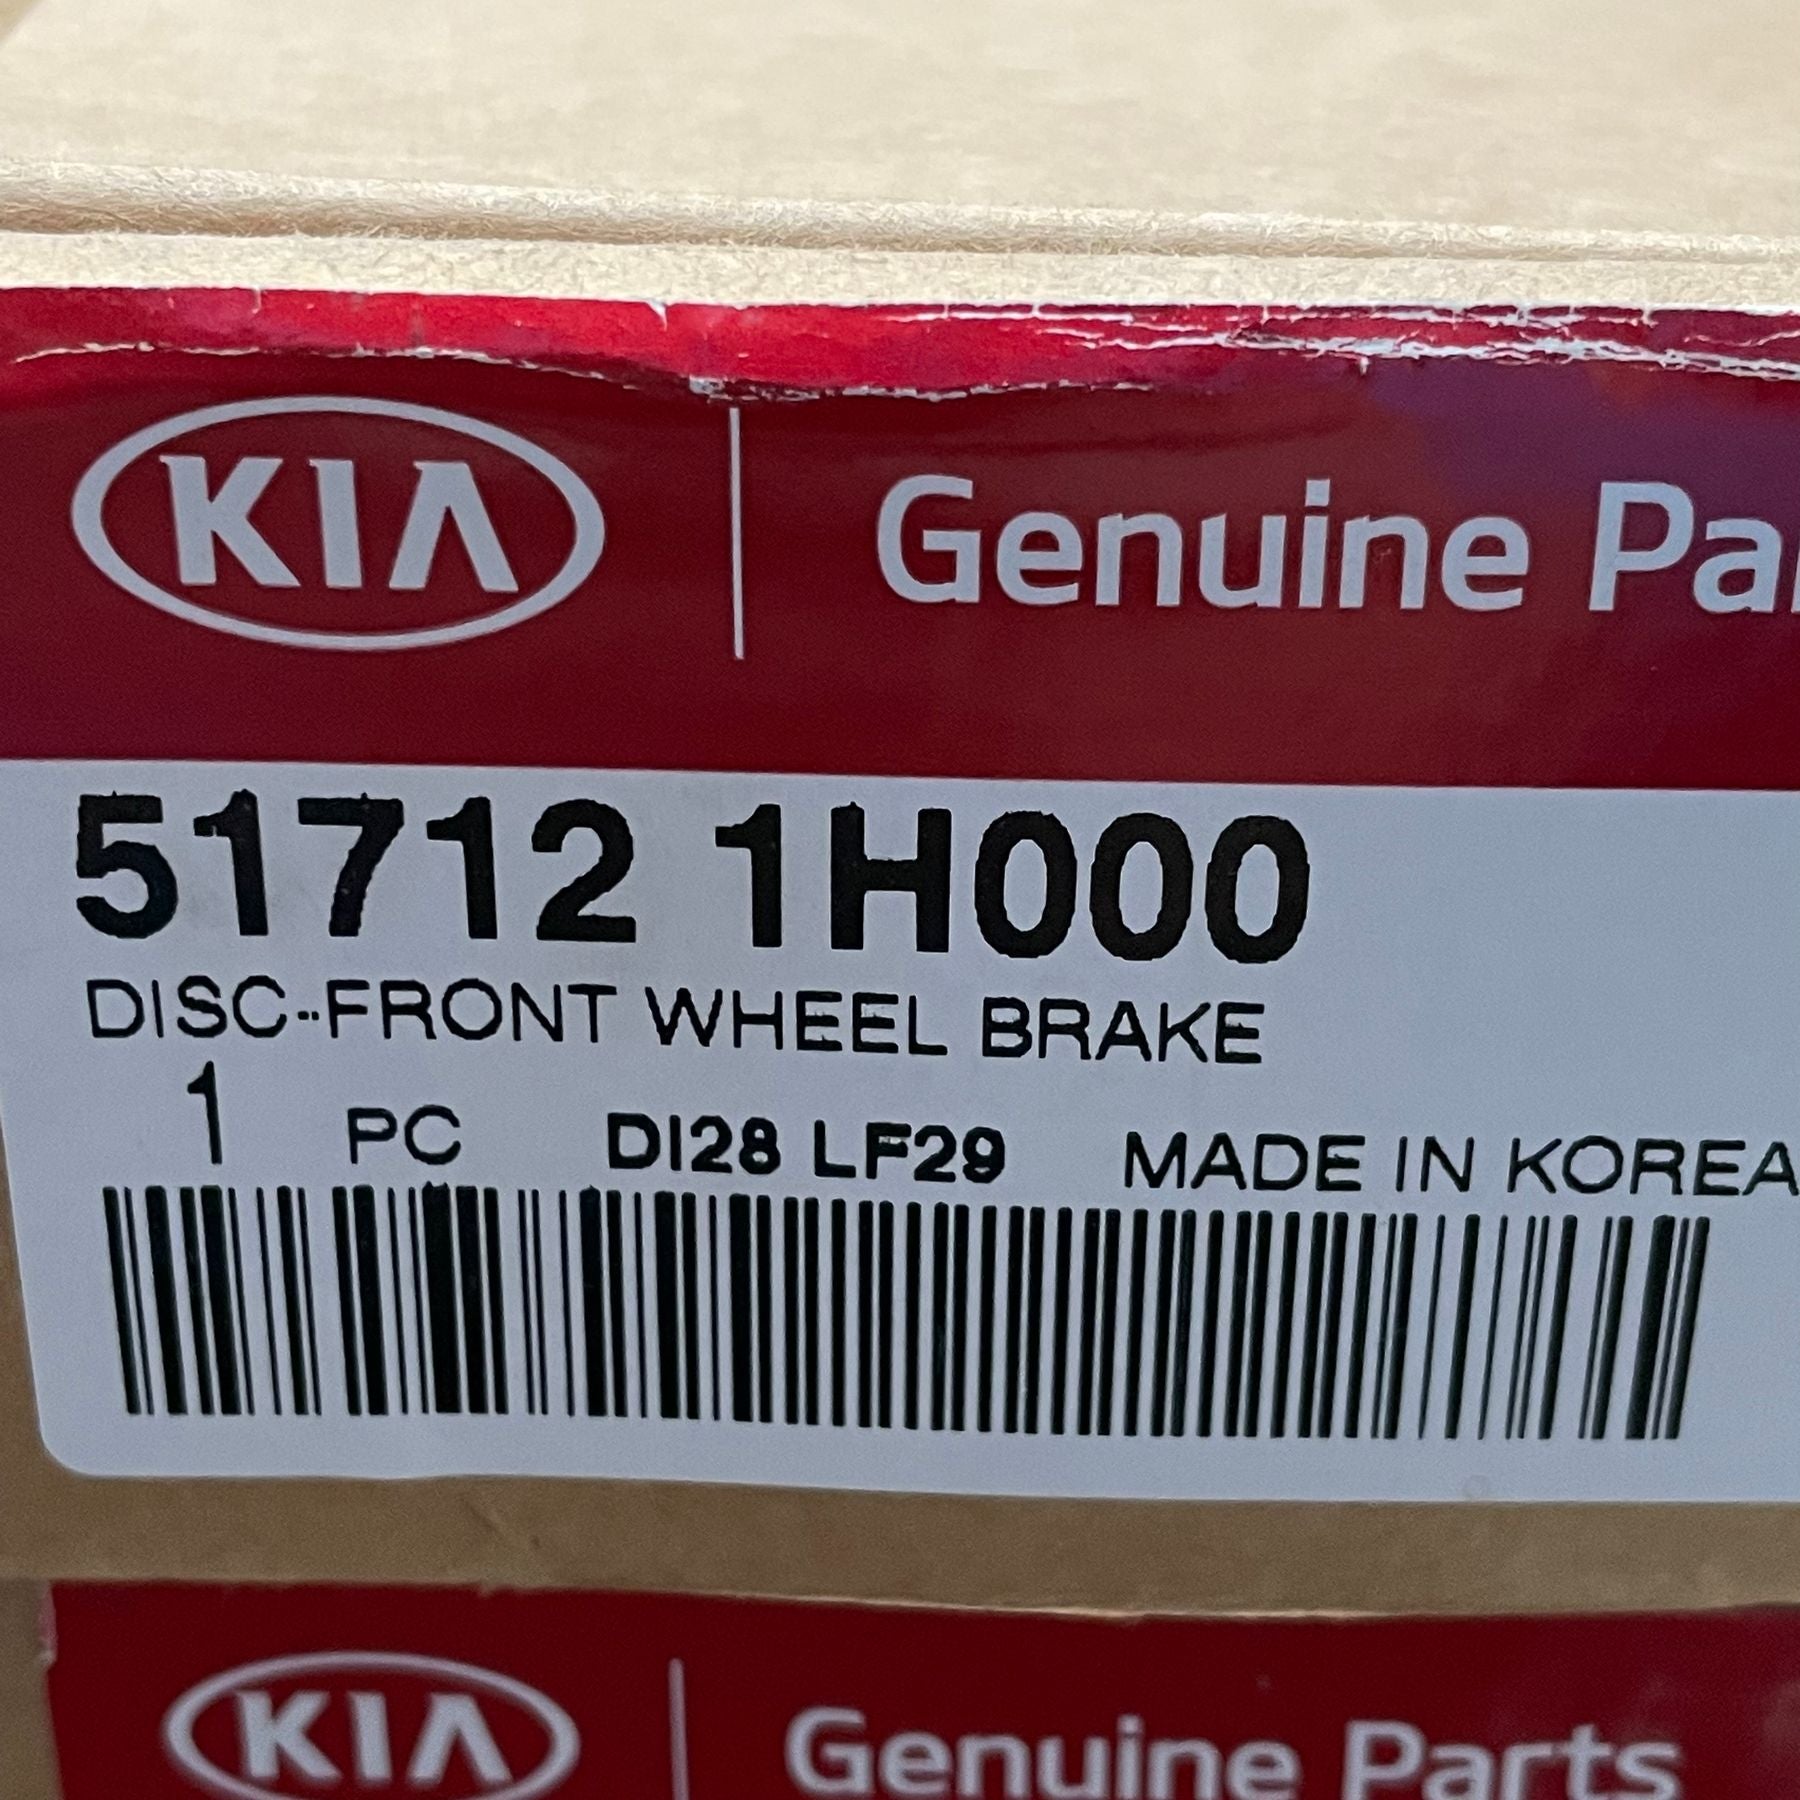 KIA Genuine Pa
51712 1H000
DISC-FRONT WHEEL BRAKE
1 PC DI28 LF29 MADE IN KOREA
KIA Genuine Parts